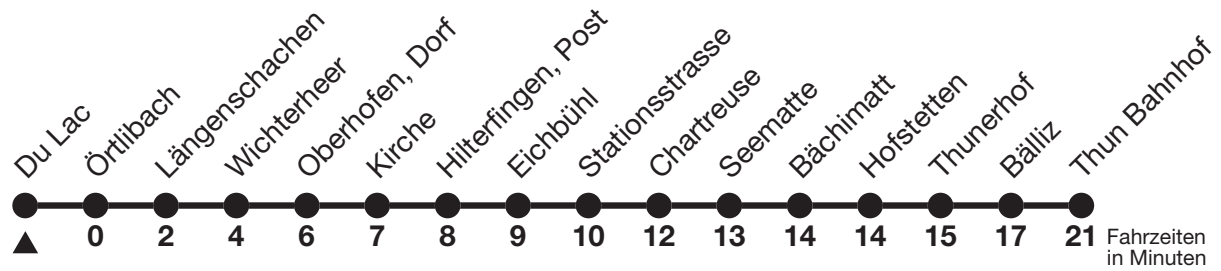 Du Lac
Örtlibach
Längenschachen
Wichterheer
Oberhofen, Dorf
Kirche
Hilterfingen, Post
Eichbühl
Stationsstrasse
Chartreuse
Seematte
Bächimatt
Hofstetten
Thunerhof
Bälliz
Thun Bahnhof
0 2 4 6 7 8 9 10 12 13 14 14 15 17 21 Fahrzeiten
in Minuten